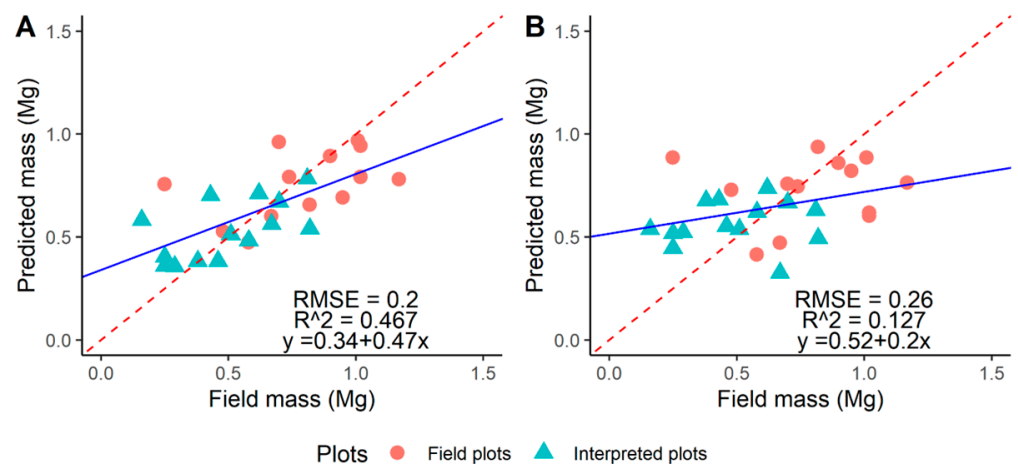 A
Predicted mass (Mg)
1.5
1.0
0.5
0.0
RMSE = 0.2
R^2 = 0.467
y =0.34+0.47x
0.0 0.5 1.0 1.5
Field mass (Mg)
B
Predicted mass (Mg)
1.5
1.0
0.5
0.0
RMSE = 0.26
R^2 = 0.127
y =0.52+0.2x
0.0 0.5 1.0 1.5
Field mass (Mg)
Plots Field plots Interpreted plots